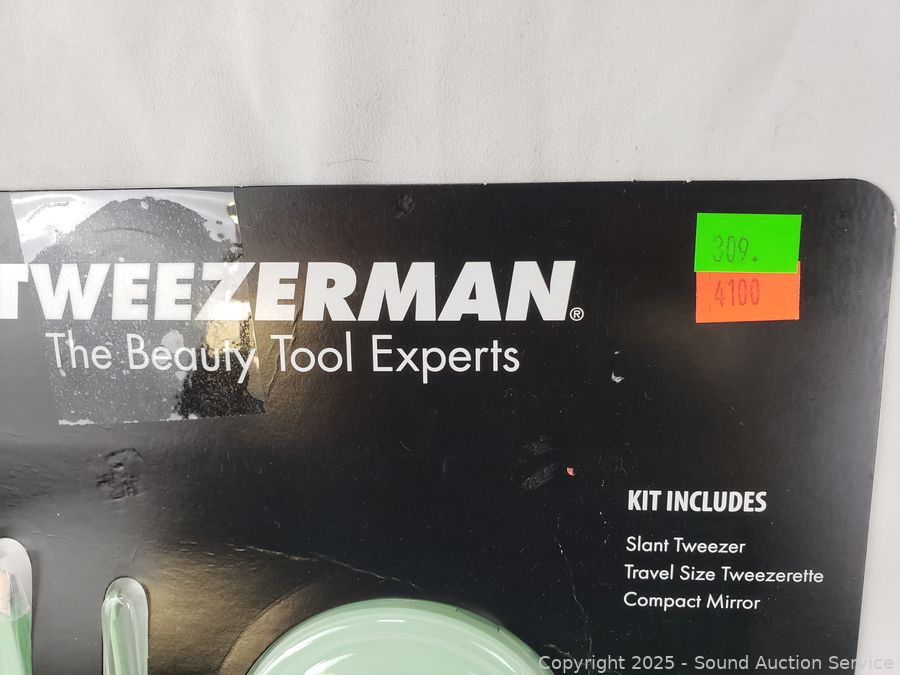 TWEEZERMAN®
The Beauty Tool Experts
309.
4100
KIT INCLUDES
Slant Tweezer
Travel Size Tweezerette
Compact Mirror
Copyright 2025 - Sound Auction Service